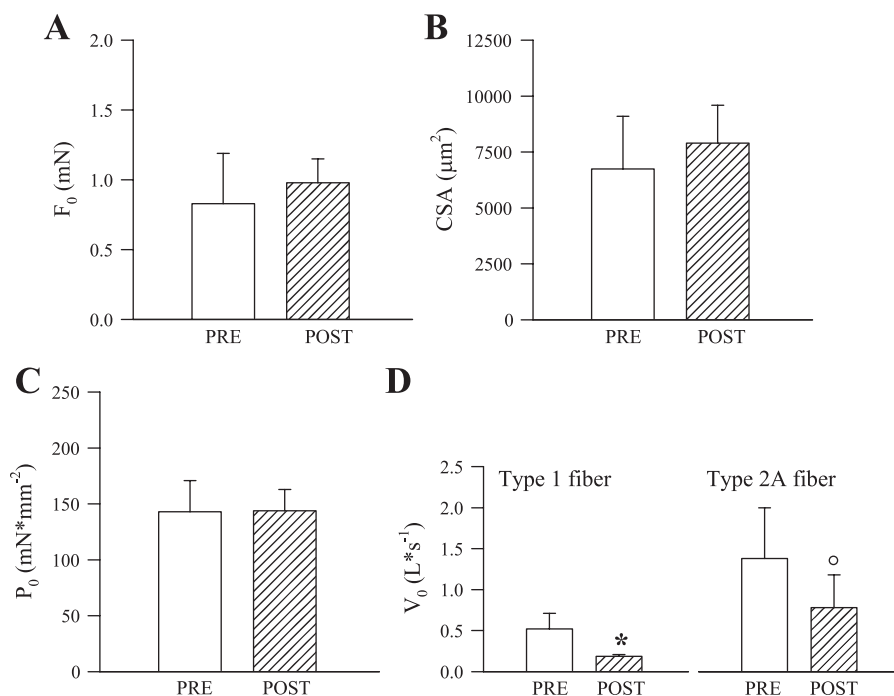 A
F₀ (mN)
2.0
1.5
1.0
0.5
0.0
PRE POST
B
CSA (μm²)
12500
10000
7500
5000
2500
0
PRE POST
C
P₀ (mN*mm⁻²)
250
200
150
100
50
0
PRE POST
D
V₀ (L*s⁻¹)
2.5
2.0
1.5
1.0
0.5
0.0
Type 1 fiber
*
PRE POST
Type 2A fiber
°
PRE POST